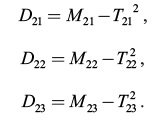 D₂₁ = M₂₁ – T₂₁² ,
D₂₂ = M₂₂ – T₂₂² ,
D₂₃ = M₂₃ – T₂₃² .